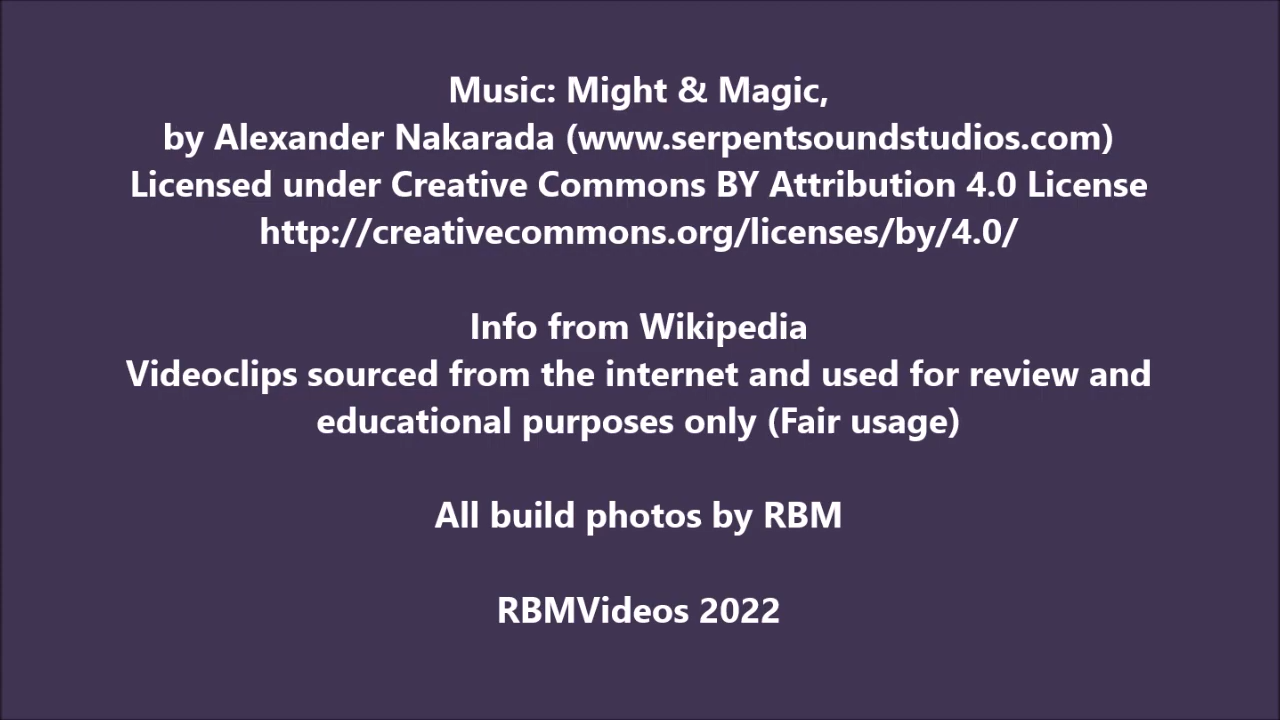 Music: Might & Magic,
by Alexander Nakarada (www.serpentsoundstudios.com)
Licensed under Creative Commons BY Attribution 4.0 License
http://creativecommons.org/licenses/by/4.0/
Info from Wikipedia
Videoclips sourced from the internet and used for review and
educational purposes only (Fair usage)
All build photos by RBM
RBMVideos 2022